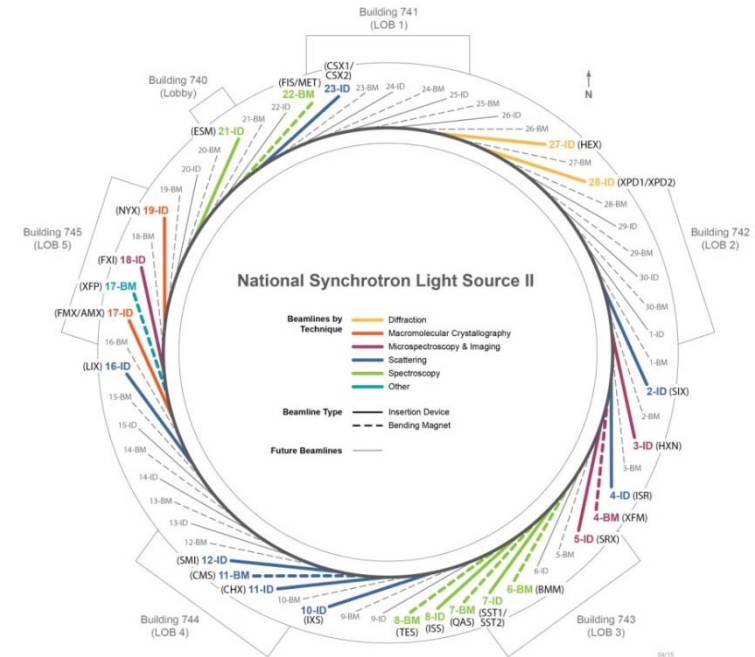 Building 741
(LOB 1)
Building 740
(Lobby)
Building 745
(LOB 5)
Building 742
(LOB 2)
Building 743
(LOB 3)
Building 744
(LOB 4)
N
National Synchrotron Light Source II
Beamlines by
Technique
Diffraction
Macromolecular Crystallography
Microspectroscopy & Imaging
Scattering
Spectroscopy
Other
Beamline Type
Insertion Device
Bending Magnet
Future Beamlines
(CSX1/
CSX2)
23-ID
23-BM
24-ID
24-BM
25-ID
25-BM
26-ID
26-BM
27-ID (HEX)
27-BM
28-ID (XPD1/XPD2)
28-BM
29-ID
29-BM
30-ID
30-BM
1-ID
1-BM
2-ID (SIX)
2-BM
3-ID (HXN)
3-BM
4-ID (ISR)
4-BM (XFM)
5-ID (SRX)
5-BM
6-ID
6-BM (BMM)
7-ID
(SST1/
SST2)
7-BM
(QAS)
8-ID
(ISS)
8-BM
(TES)
9-ID
9-BM
10-ID
(IXS)
10-BM
(CHX) 11-ID
(CMS) 11-BM
(SMI) 12-ID
12-BM
13-ID
13-BM
14-ID
14-BM
15-ID
15-BM
(LIX) 16-ID
16-BM
(FMX/AMX) 17-ID
(XFP) 17-BM
(FXI) 18-ID
18-BM
(NYX) 19-ID
19-BM
20-ID
20-BM
(ESM) 21-ID
21-BM
22-ID
(FIS/MET)
22-BM